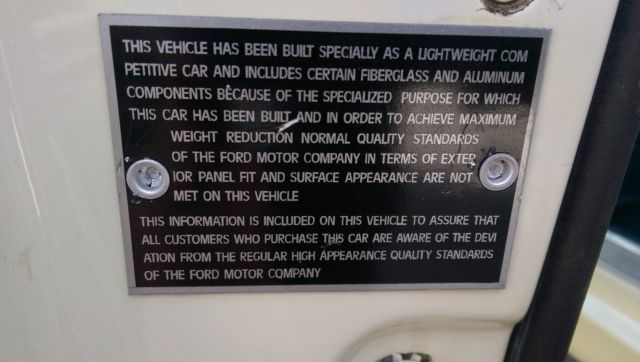 THIS VEHICLE HAS BEEN BUILT SPECIALLY AS A LIGHTWEIGHT COM
PETITIVE CAR AND INCLUDES CERTAIN FIBERGLASS AND ALUMINUM
COMPONENTS BECAUSE OF THE SPECIALIZED PURPOSE FOR WHICH
THIS CAR HAS BEEN BUILT AND IN ORDER TO ACHIEVE MAXIMUM
WEIGHT REDUCTION NORMAL QUALITY STANDARDS
OF THE FORD MOTOR COMPANY IN TERMS OF EXTER
IOR PANEL FIT AND SURFACE APPEARANCE ARE NOT
MET ON THIS VEHICLE
THIS INFORMATION IS INCLUDED ON THIS VEHICLE TO ASSURE THAT
ALL CUSTOMERS WHO PURCHASE THIS CAR ARE AWARE OF THE DEVI
ATION FROM THE REGULAR HIGH APPEARANCE QUALITY STANDARDS
OF THE FORD MOTOR COMPANY